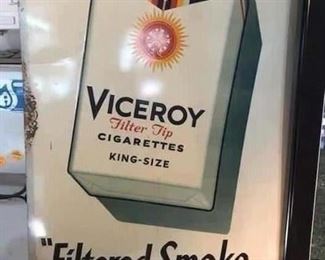 VICEROY
Filter Tip
CIGARETTES
KING-SIZE
"Filtered Smoke